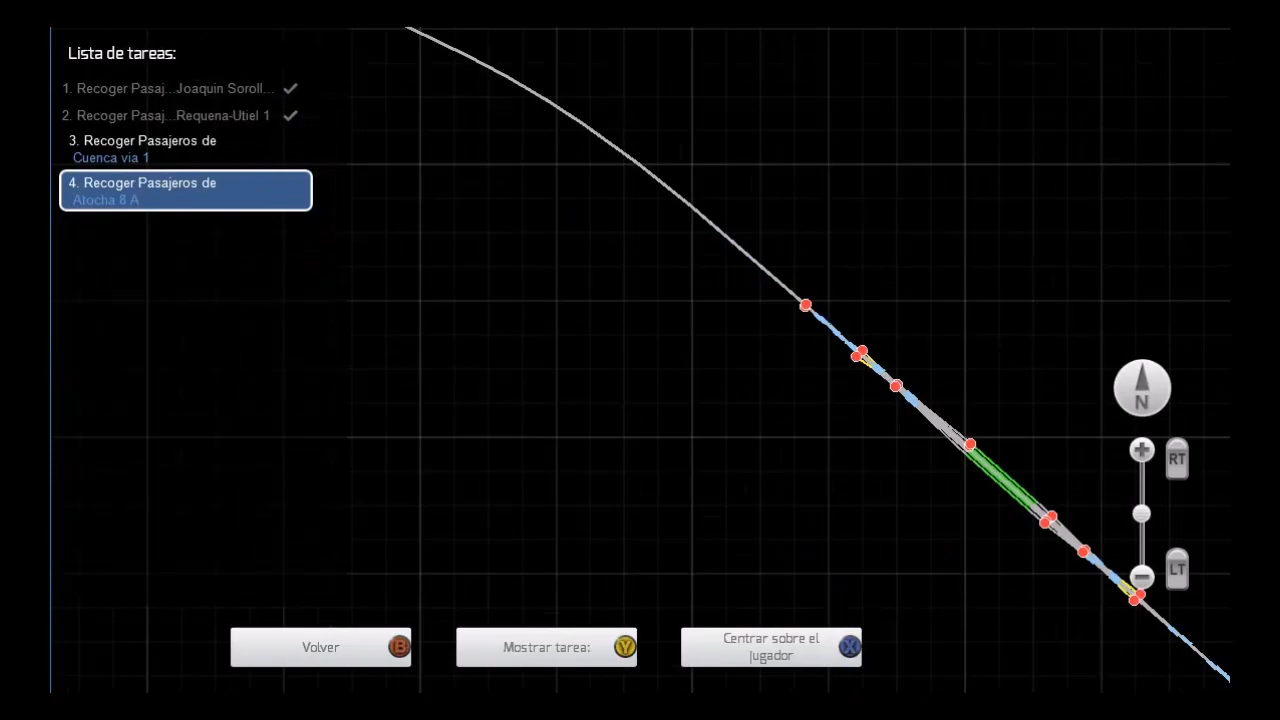 Lista de tareas:
1. Recoger Pasaj...Joaquin Soroll...
2. Recoger Pasaj...Requena-Utiel 1
3. Recoger Pasajeros de
Cuenca via 1
4. Recoger Pasajeros de
Atocha 8 A
N
RT
LT
Volver B
Mostrar tarea: Y
Centrar sobre el
jugador X